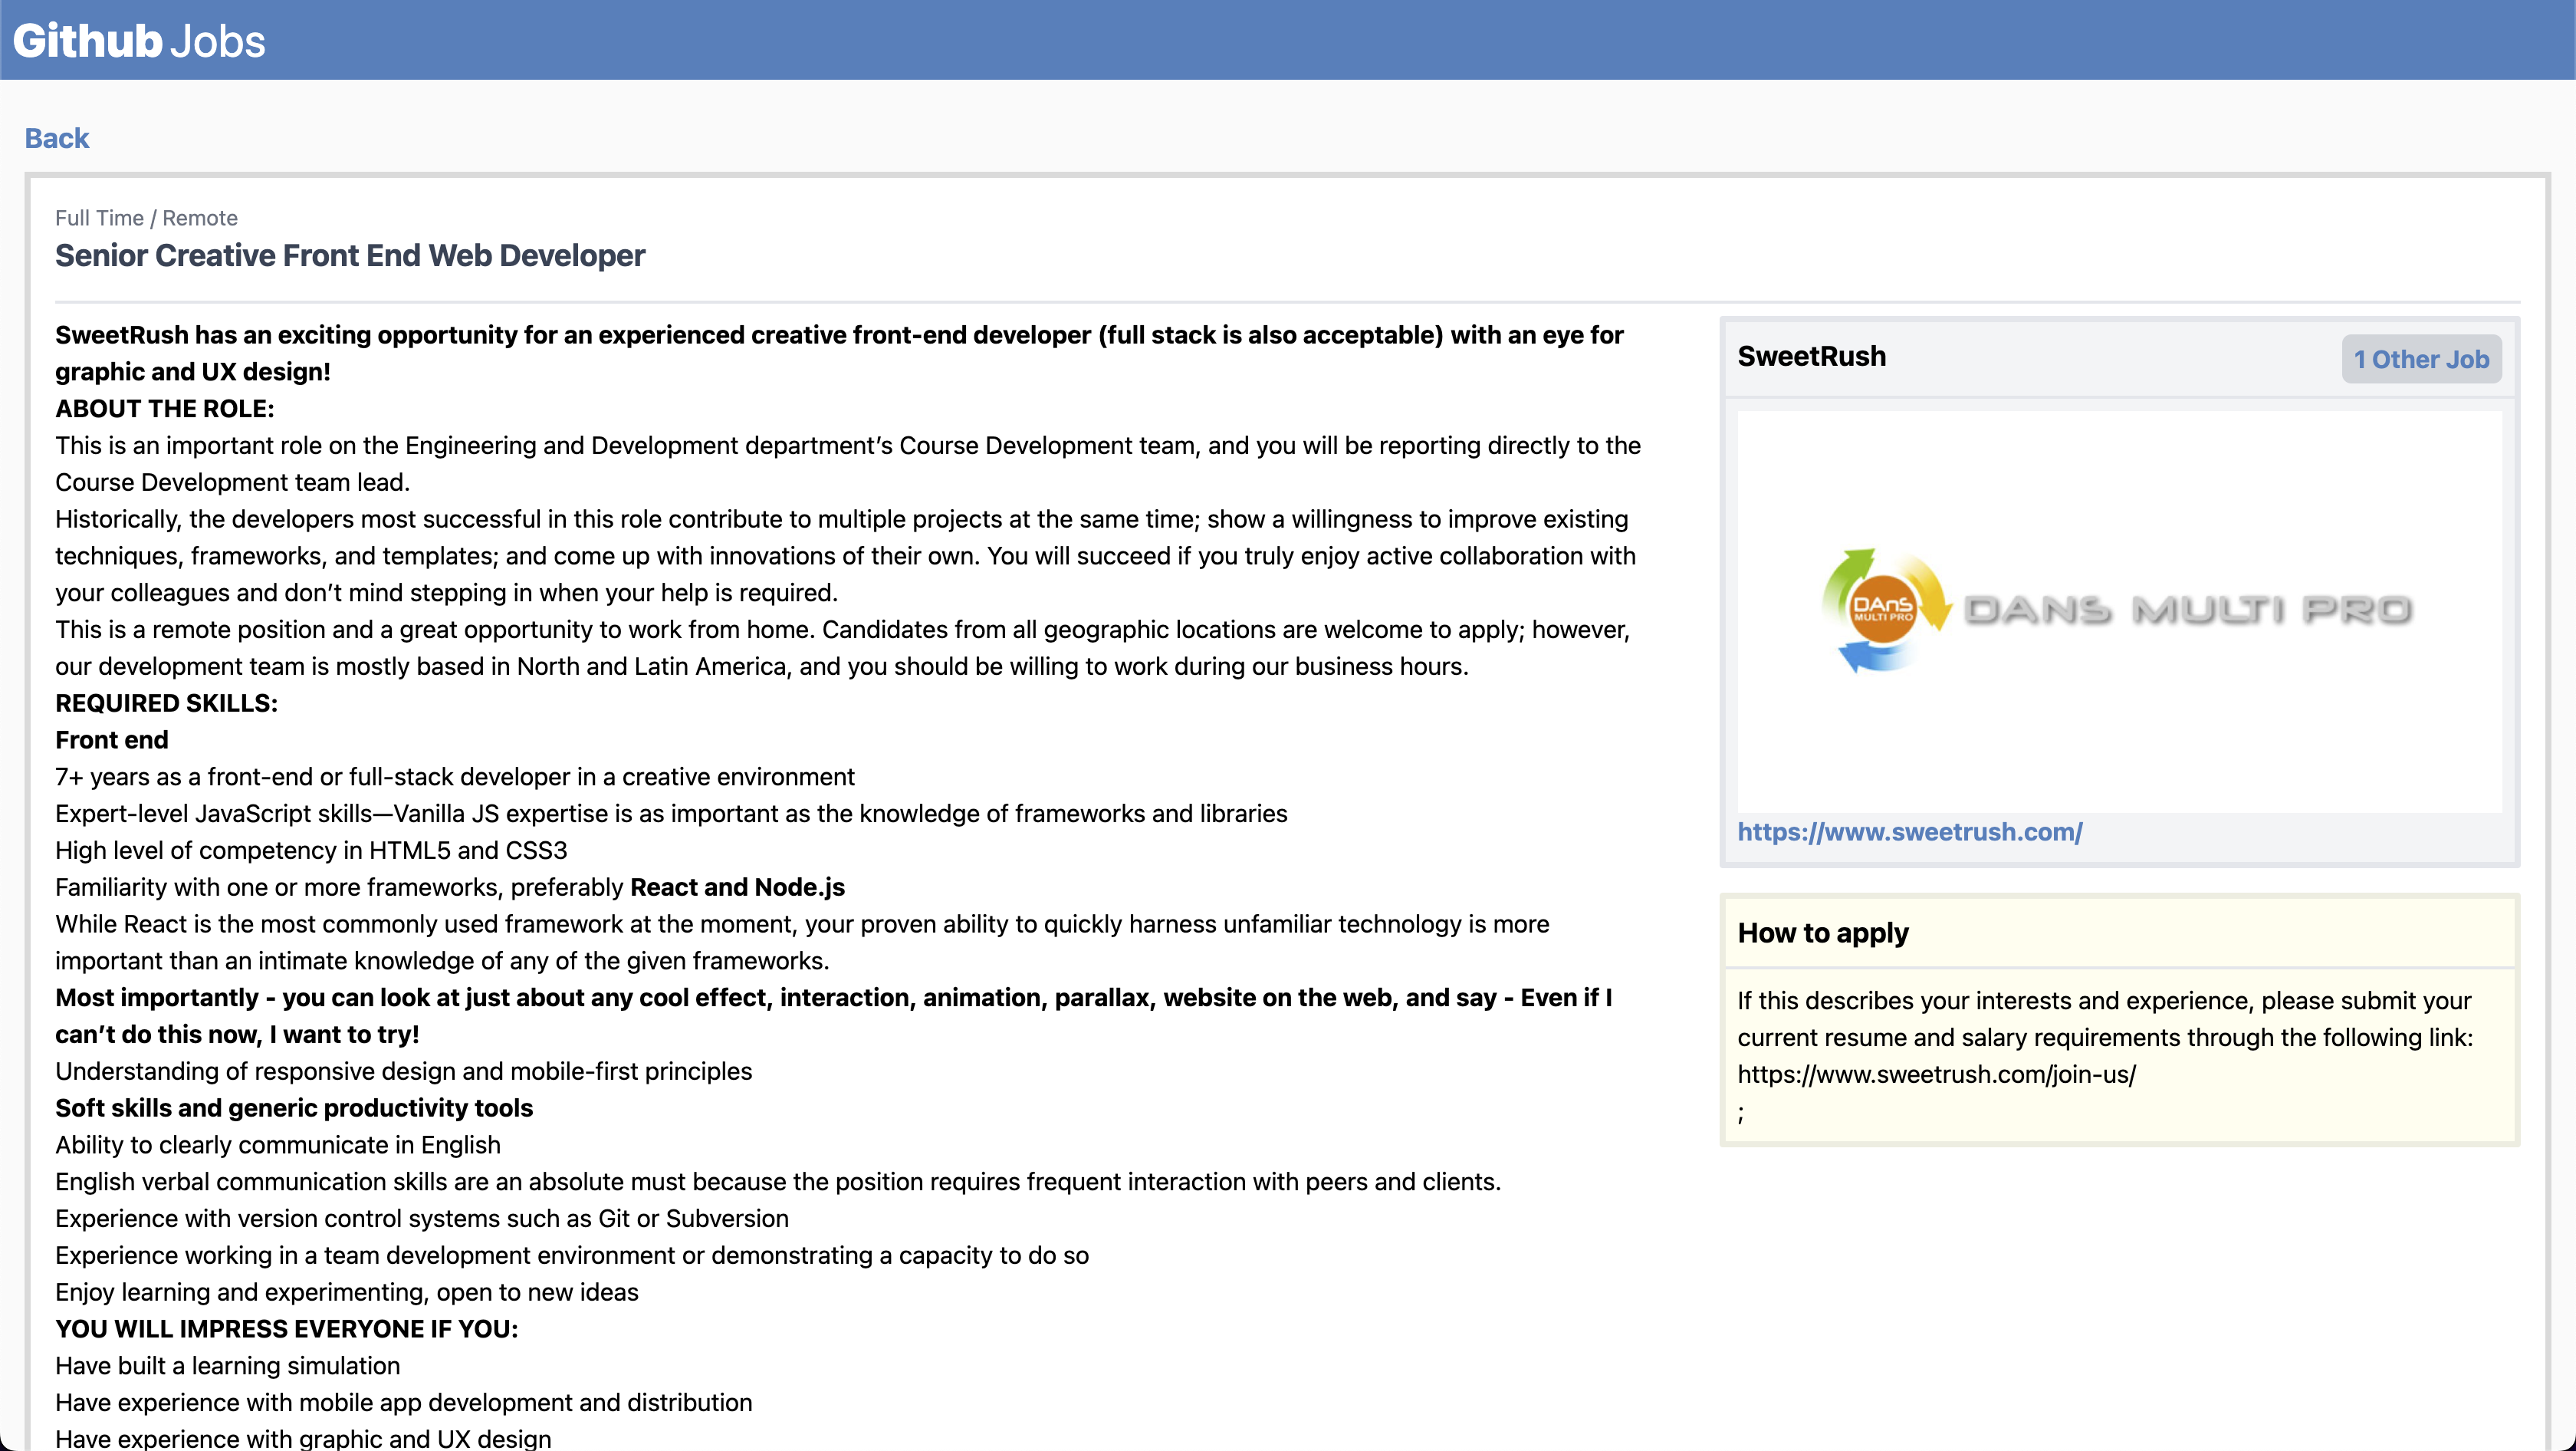 Github Jobs
Back
Full Time / Remote
Senior Creative Front End Web Developer
SweetRush has an exciting opportunity for an experienced creative front-end developer (full stack is also acceptable) with an eye for
graphic and UX design!
ABOUT THE ROLE:
This is an important role on the Engineering and Development department’s Course Development team, and you will be reporting directly to the
Course Development team lead.
Historically, the developers most successful in this role contribute to multiple projects at the same time; show a willingness to improve existing
techniques, frameworks, and templates; and come up with innovations of their own. You will succeed if you truly enjoy active collaboration with
your colleagues and don’t mind stepping in when your help is required.
This is a remote position and a great opportunity to work from home. Candidates from all geographic locations are welcome to apply; however,
our development team is mostly based in North and Latin America, and you should be willing to work during our business hours.
REQUIRED SKILLS:
Front end
7+ years as a front-end or full-stack developer in a creative environment
Expert-level JavaScript skills—Vanilla JS expertise is as important as the knowledge of frameworks and libraries
High level of competency in HTML5 and CSS3
Familiarity with one or more frameworks, preferably React and Node.js
While React is the most commonly used framework at the moment, your proven ability to quickly harness unfamiliar technology is more
important than an intimate knowledge of any of the given frameworks.
Most importantly - you can look at just about any cool effect, interaction, animation, parallax, website on the web, and say - Even if I
can’t do this now, I want to try!
Understanding of responsive design and mobile-first principles
Soft skills and generic productivity tools
Ability to clearly communicate in English
English verbal communication skills are an absolute must because the position requires frequent interaction with peers and clients.
Experience with version control systems such as Git or Subversion
Experience working in a team development environment or demonstrating a capacity to do so
Enjoy learning and experimenting, open to new ideas
YOU WILL IMPRESS EVERYONE IF YOU:
Have built a learning simulation
Have experience with mobile app development and distribution
Have experience with graphic and UX design
SweetRush
1 Other Job
DAnS
MULTI PRO
DANS MULTI PRO
https://www.sweetrush.com/
How to apply
If this describes your interests and experience, please submit your
current resume and salary requirements through the following link:
https://www.sweetrush.com/join-us/
;